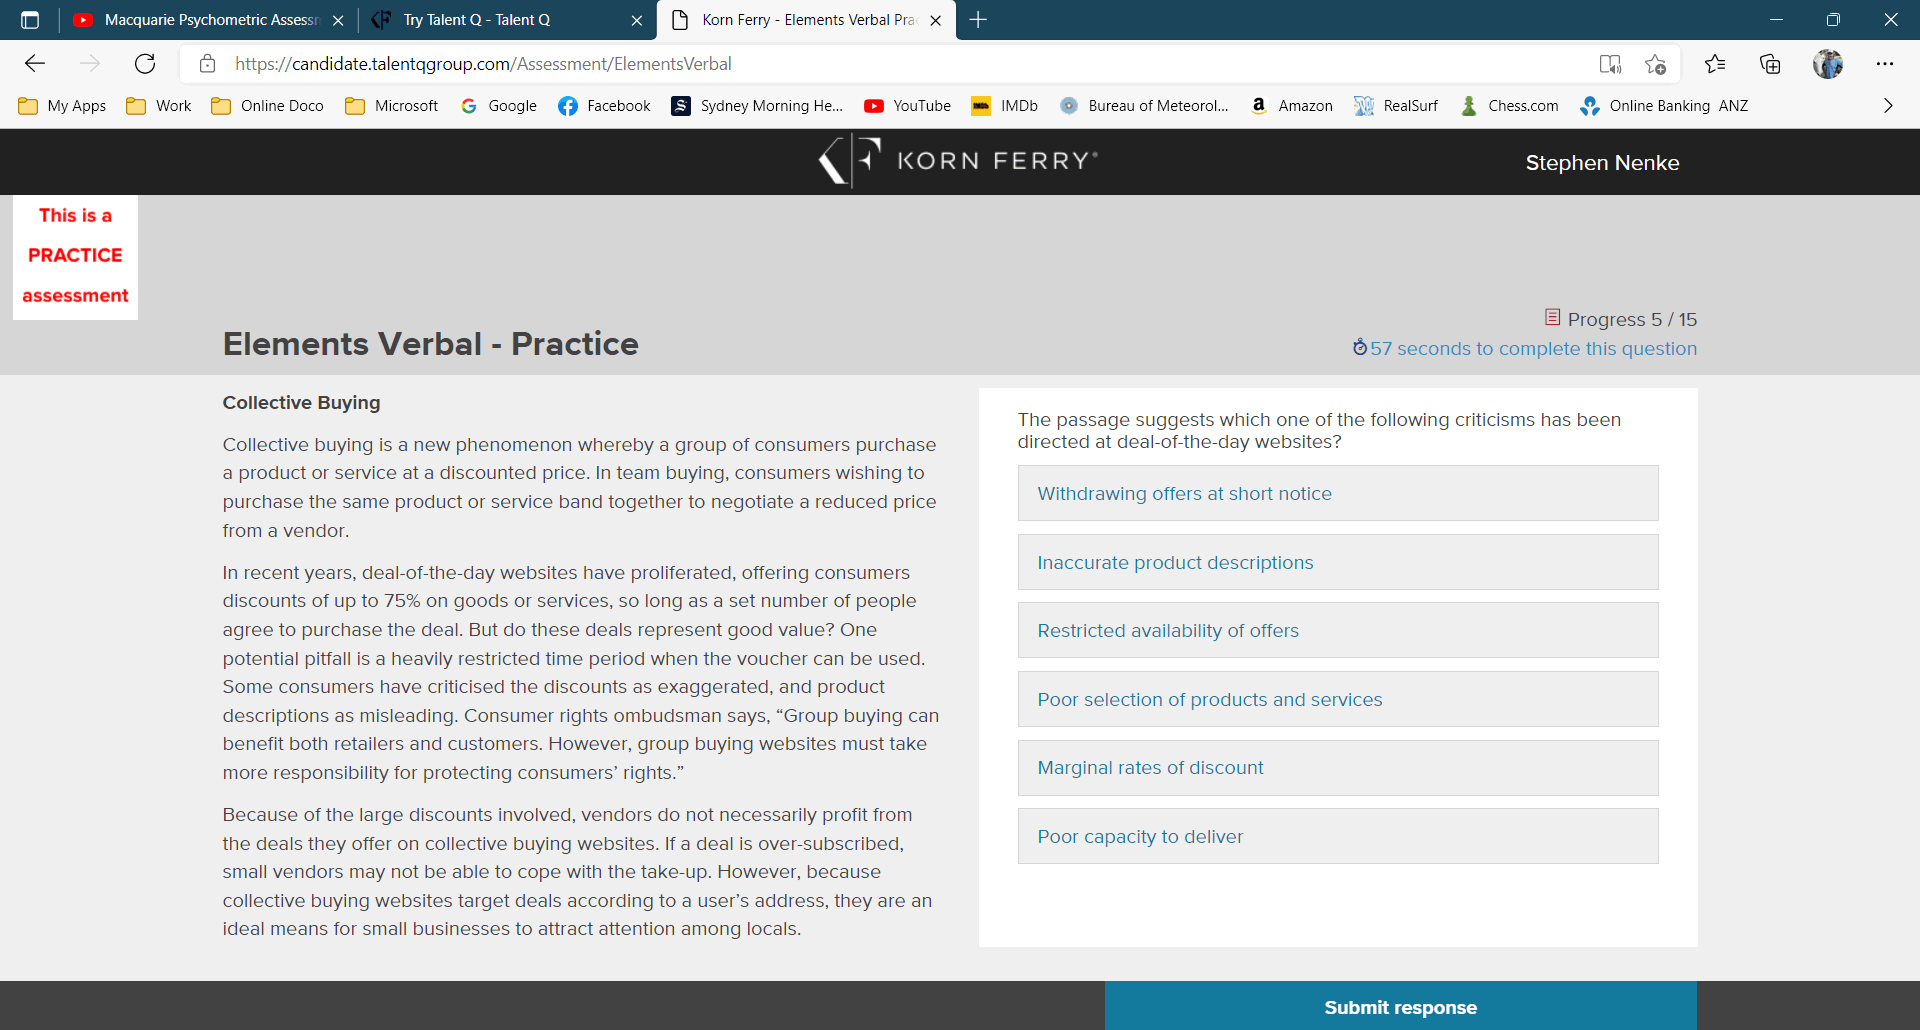 Macquarie Psychometric Assessn
Try Talent Q - Talent Q
Korn Ferry - Elements Verbal Prac
https://candidate.talentqgroup.com/Assessment/ElementsVerbal
My Apps
Work
Online Doco
Microsoft
Google
Facebook
Sydney Morning He...
YouTube
IMDb
Bureau of Meteorol...
Amazon
RealSurf
Chess.com
Online Banking ANZ
KORN FERRY
Stephen Nenke
This is a
PRACTICE
assessment
Elements Verbal - Practice
Progress 5 / 15
57 seconds to complete this question
Collective Buying
Collective buying is a new phenomenon whereby a group of consumers purchase
a product or service at a discounted price. In team buying, consumers wishing to
purchase the same product or service band together to negotiate a reduced price
from a vendor.
In recent years, deal-of-the-day websites have proliferated, offering consumers
discounts of up to 75% on goods or services, so long as a set number of people
agree to purchase the deal. But do these deals represent good value? One
potential pitfall is a heavily restricted time period when the voucher can be used.
Some consumers have criticised the discounts as exaggerated, and product
descriptions as misleading. Consumer rights ombudsman says, “Group buying can
benefit both retailers and customers. However, group buying websites must take
more responsibility for protecting consumers’ rights.”
Because of the large discounts involved, vendors do not necessarily profit from
the deals they offer on collective buying websites. If a deal is over-subscribed,
small vendors may not be able to cope with the take-up. However, because
collective buying websites target deals according to a user’s address, they are an
ideal means for small businesses to attract attention among locals.
The passage suggests which one of the following criticisms has been
directed at deal-of-the-day websites?
Withdrawing offers at short notice
Inaccurate product descriptions
Restricted availability of offers
Poor selection of products and services
Marginal rates of discount
Poor capacity to deliver
Submit response